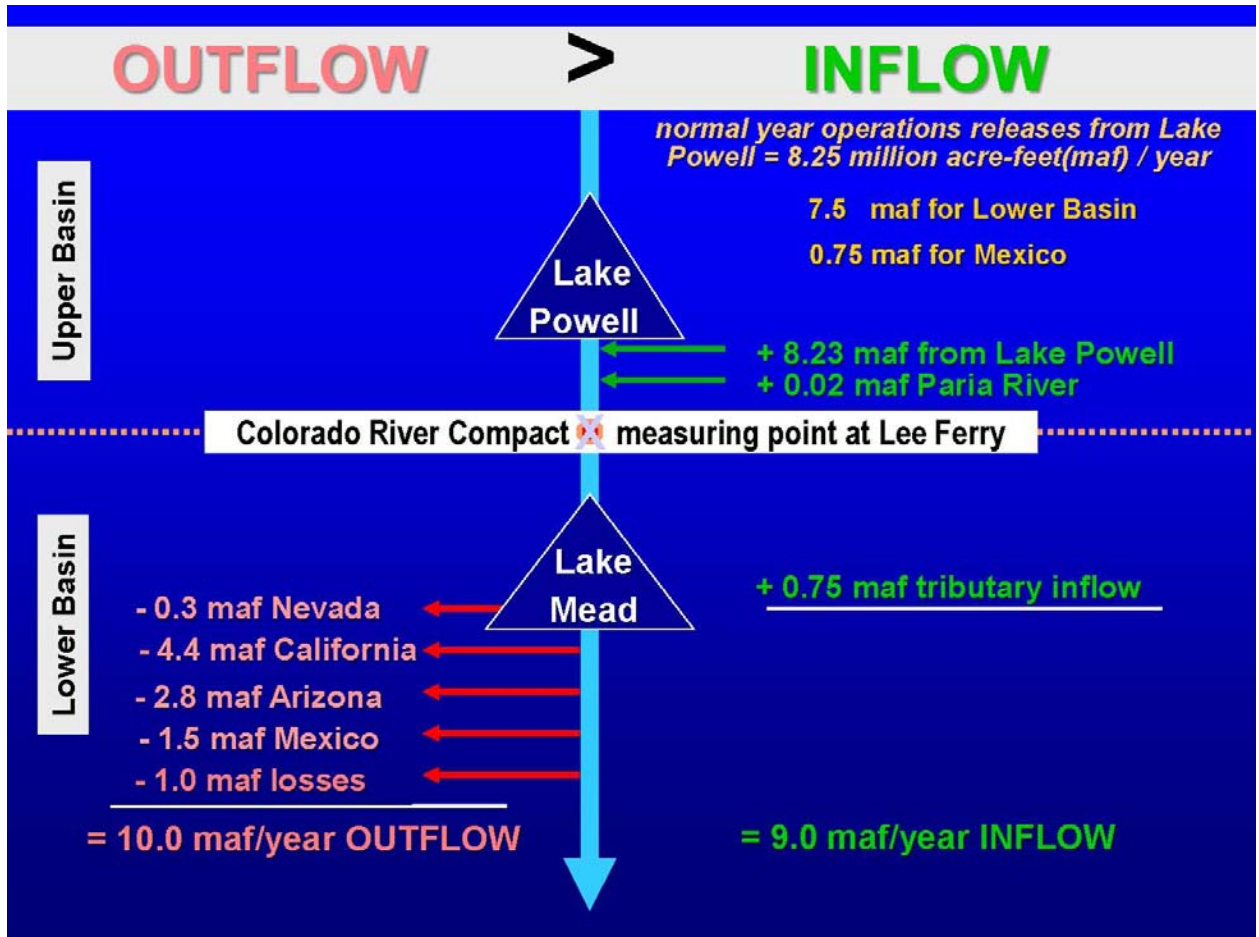 OUTFLOW > INFLOW
normal year operations releases from Lake
Powell = 8.25 million acre-feet(maf) / year
7.5 maf for Lower Basin
0.75 maf for Mexico
Upper Basin
Lake
Powell
+ 8.23 maf from Lake Powell
+ 0.02 maf Paria River
Colorado River Compact measuring point at Lee Ferry
Lower Basin
Lake
Mead
+ 0.75 maf tributary inflow
- 0.3 maf Nevada
- 4.4 maf California
- 2.8 maf Arizona
- 1.5 maf Mexico
- 1.0 maf losses
= 10.0 maf/year OUTFLOW
= 9.0 maf/year INFLOW